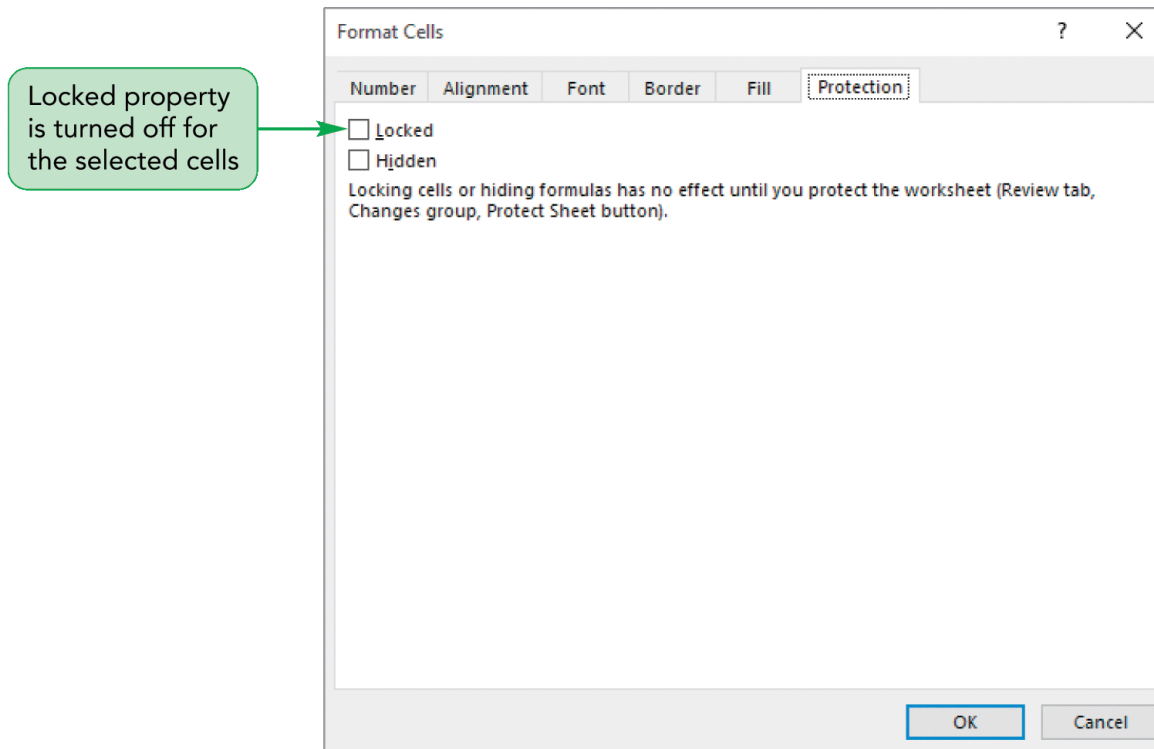 Format Cells ? X
Number Alignment Font Border Fill Protection
Locked property
is turned off for
the selected cells
Locked
Hidden
Locking cells or hiding formulas has no effect until you protect the worksheet (Review tab,
Changes group, Protect Sheet button).
OK Cancel